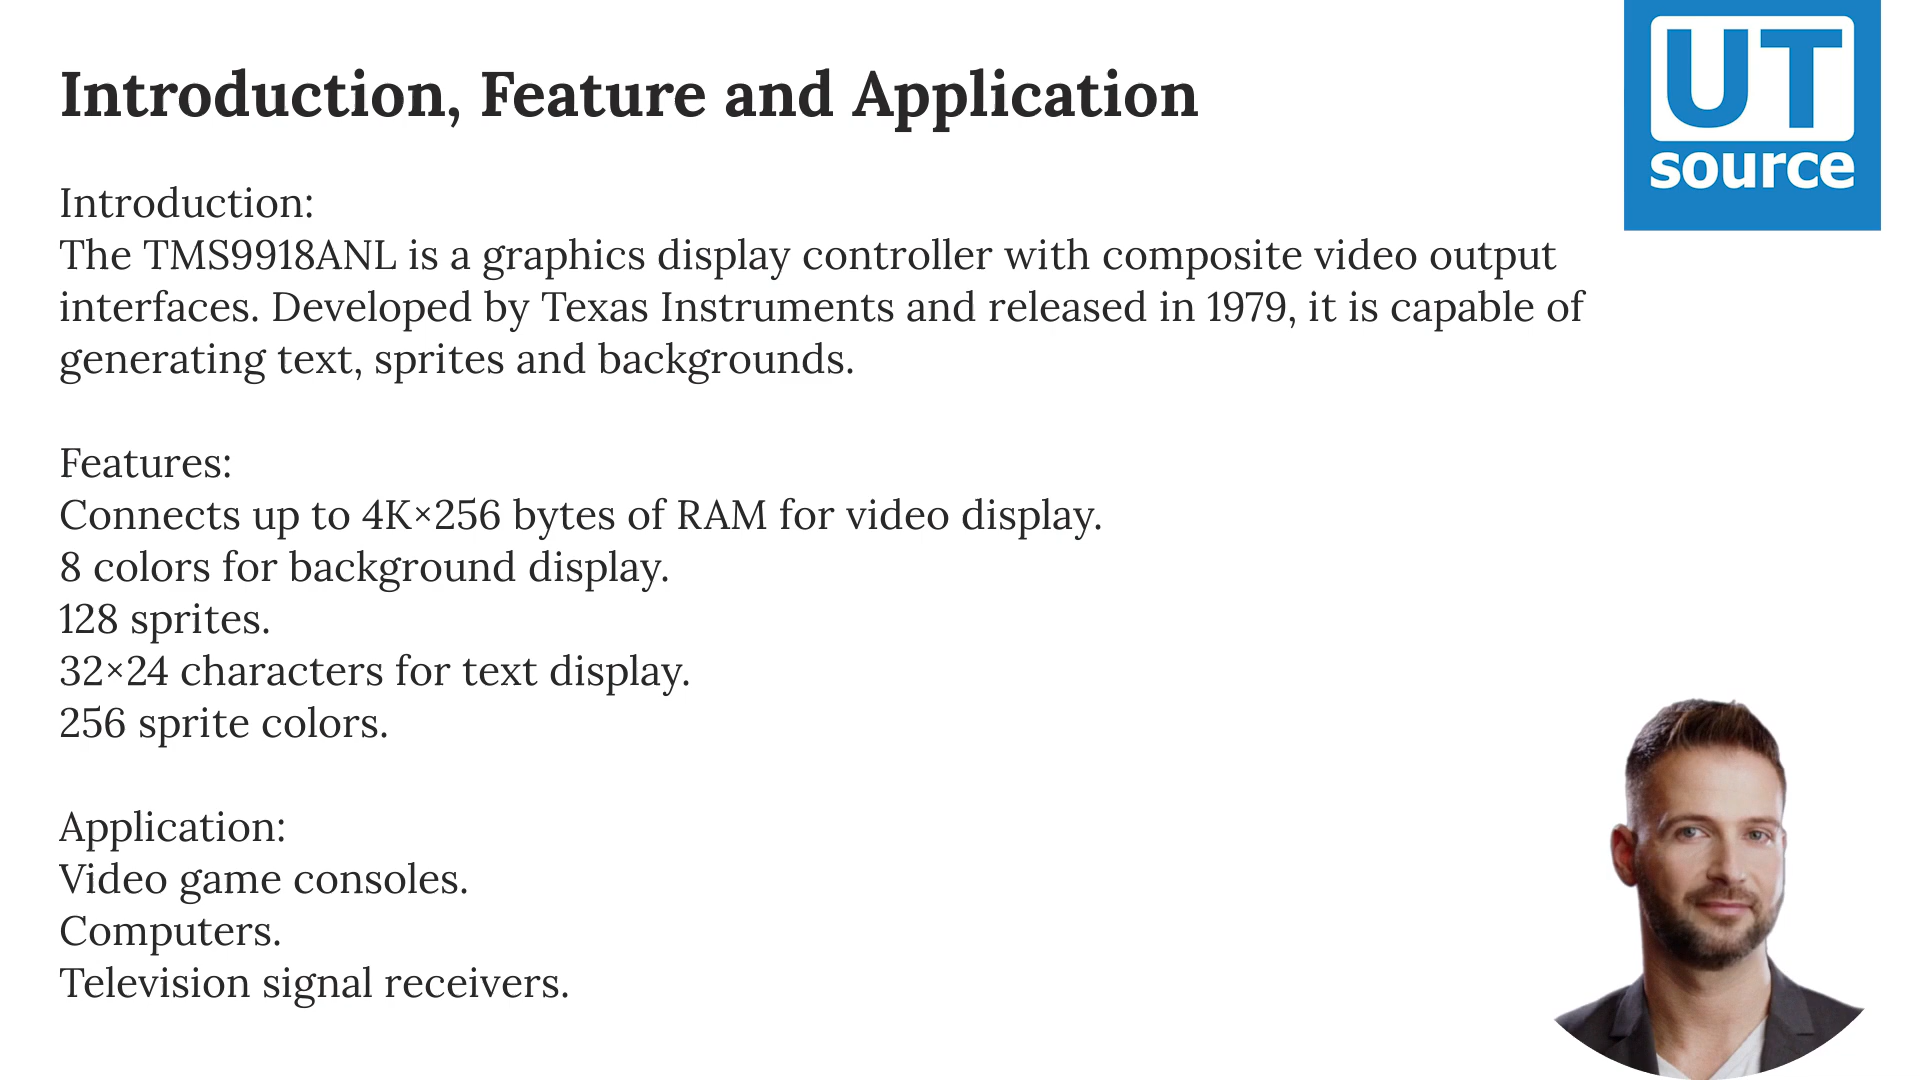 Introduction, Feature and Application
UT
source
Introduction:
The TMS9918ANL is a graphics display controller with composite video output
interfaces. Developed by Texas Instruments and released in 1979, it is capable of
generating text, sprites and backgrounds.
Features:
Connects up to 4K×256 bytes of RAM for video display.
8 colors for background display.
128 sprites.
32×24 characters for text display.
256 sprite colors.
Application:
Video game consoles.
Computers.
Television signal receivers.